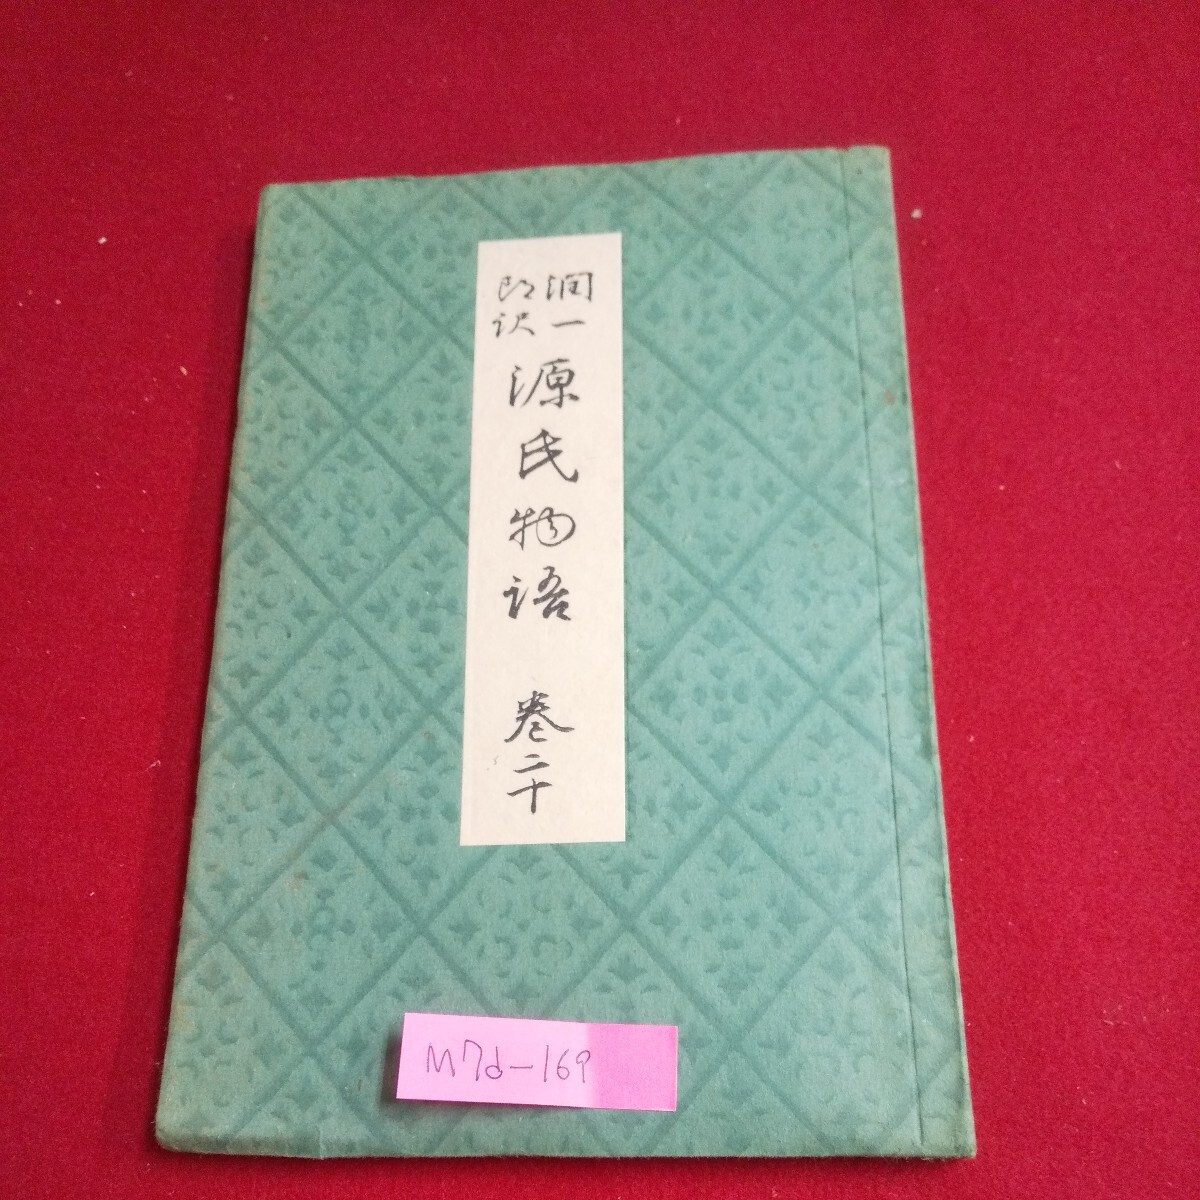 潤一
郎訳
源氏物語 巻二十
M7d-169